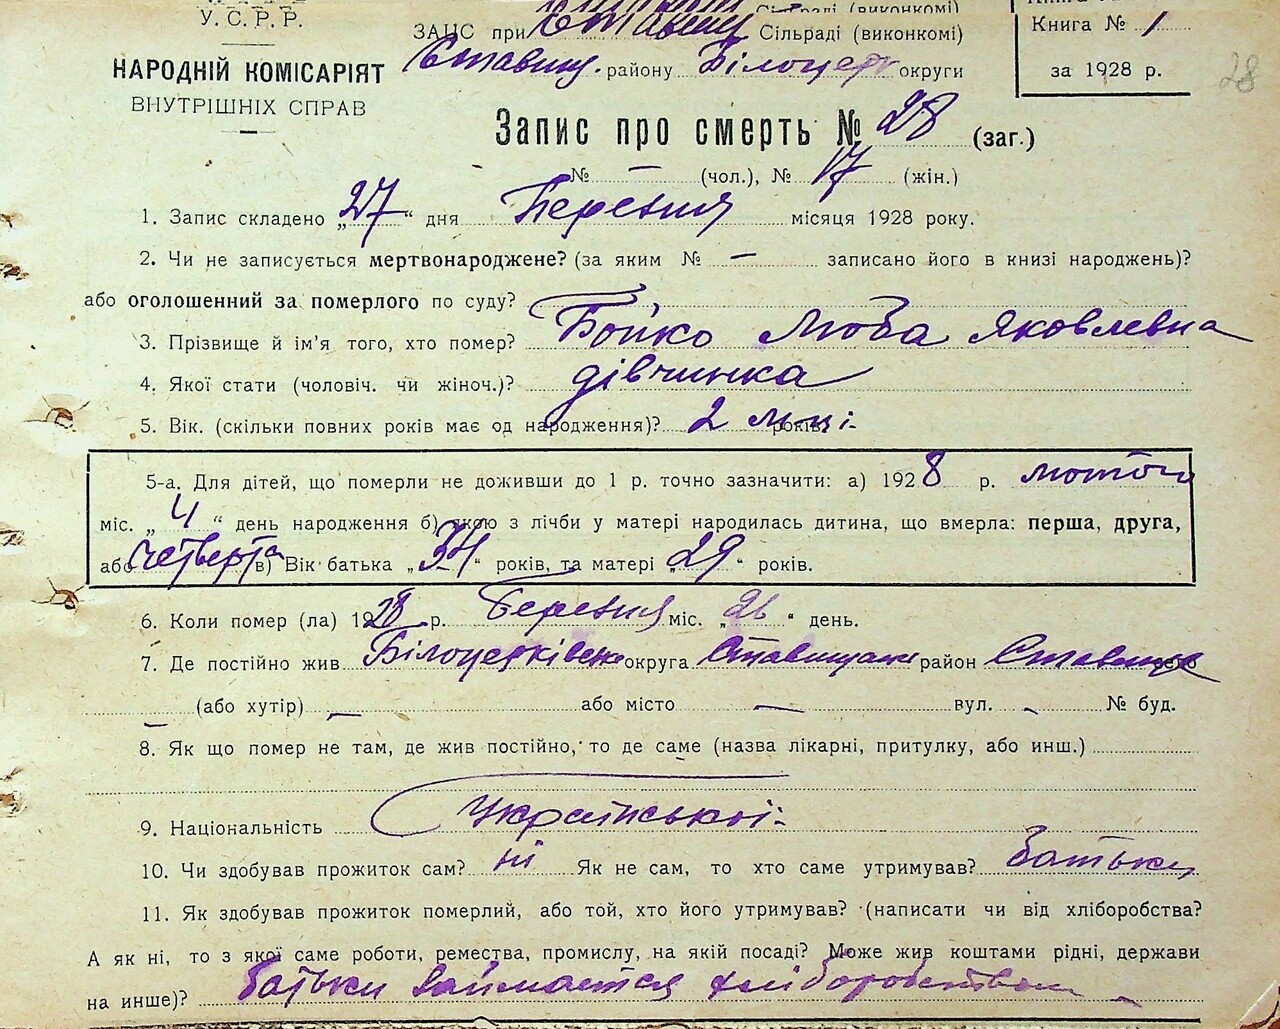 У.С.Р.Р.
НАРОДНІЙ КОМІСАРІЯТ
ВНУТРІШНІХ СПРАВ
ЗАПС при Ставищ. Сільраді (виконкомі)
Ставищ. району Білоцерк округи
Книга № 1
за 1928 р.
28
Запис про смерть № 28 (заг.)
№ — (чол.), № 17 (жін.)
1. Запис складено „27“ дня Березня місяця 1928 року.
2. Чи не записується мертвонароджене? (за яким № — записано його в книзі народжень)?
або оголошенний за померлого по суду?
3. Прізвище й ім'я того, хто помер? Бойко Люба Яковлевна
4. Якої стати (чоловіч. чи жіноч.)? дівчинка
5. Вік. (скільки повних років має од народження)? 2 м-ці років.
5-а. Для дітей, що померли не доживши до 1 р. точно зазначити: а) 1928 р. лютого
міс. „4“ день народження б) якою з лічби у матері народилась дитина, що вмерла: перша, друга,
або четверта в) Вік батька „34“ років, та матері „29“ років.
6. Коли помер (ла) 1928 р. Березня міс. „26“ день.
7. Де постійно жив Білоцерківське округа Ставищанс район Ставище село
— (або хутір) — або місто — вул. - № буд.
8. Як що помер не там, де жив постійно, то де саме (назва лікарні, притулку, або инш.)
9. Національність Української
10. Чи здобував прожиток сам? ні Як не сам, то хто саме утримував? Батьки
11. Як здобував прожиток померлий, або той, хто його утримував? (написати чи від хліборобства?
А як ні, то з якої саме роботи, ремества, промислу, на якій посаді? Може жив коштами рідні, держави
на инше)? батьки займаются хліборобством —